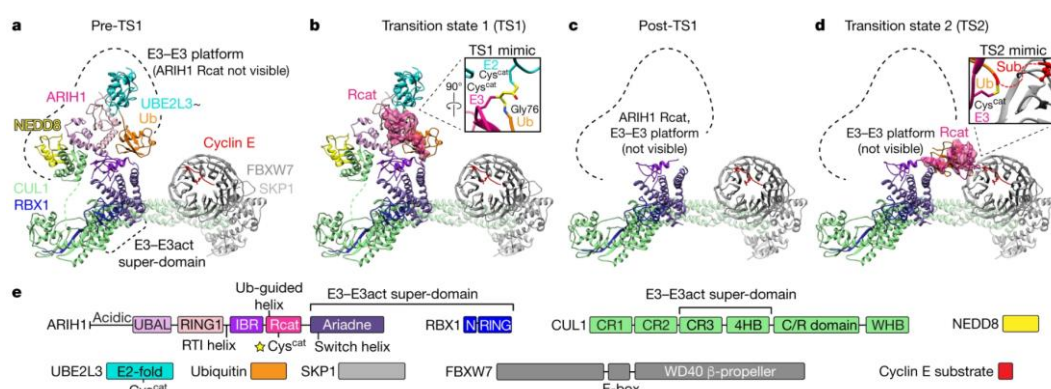 a Pre-TS1
E3–E3 platform
(ARIH1 Rcat not visible)
ARIH1
UBE2L3~
Ub
NEDD8
Cyclin E
FBXW7
SKP1
CUL1
RBX1
E3–E3act
super-domain
b Transition state 1 (TS1)
TS1 mimic
E2
Cyscat
Cyscat
90°
E3
Gly76
Ub
Rcat
c Post-TS1
ARIH1 Rcat,
E3–E3 platform
(not visible)
d Transition state 2 (TS2)
TS2 mimic
Sub
Ub
Cyscat
E3
E3–E3 platform
(not visible)
Rcat
e
Ub-guided
helix
E3–E3act super-domain
E3–E3act super-domain
ARIH1 Acidic UBAL RING1 IBR Rcat Ariadne
RBX1 N RING
CUL1 CR1 CR2 CR3 4HB C/R domain WHB
NEDD8
RTI helix
Cyscat
Switch helix
UBE2L3 E2-fold
Ubiquitin
SKP1
FBXW7 WD40 β-propeller
Cyclin E substrate
Cyscat
F-box